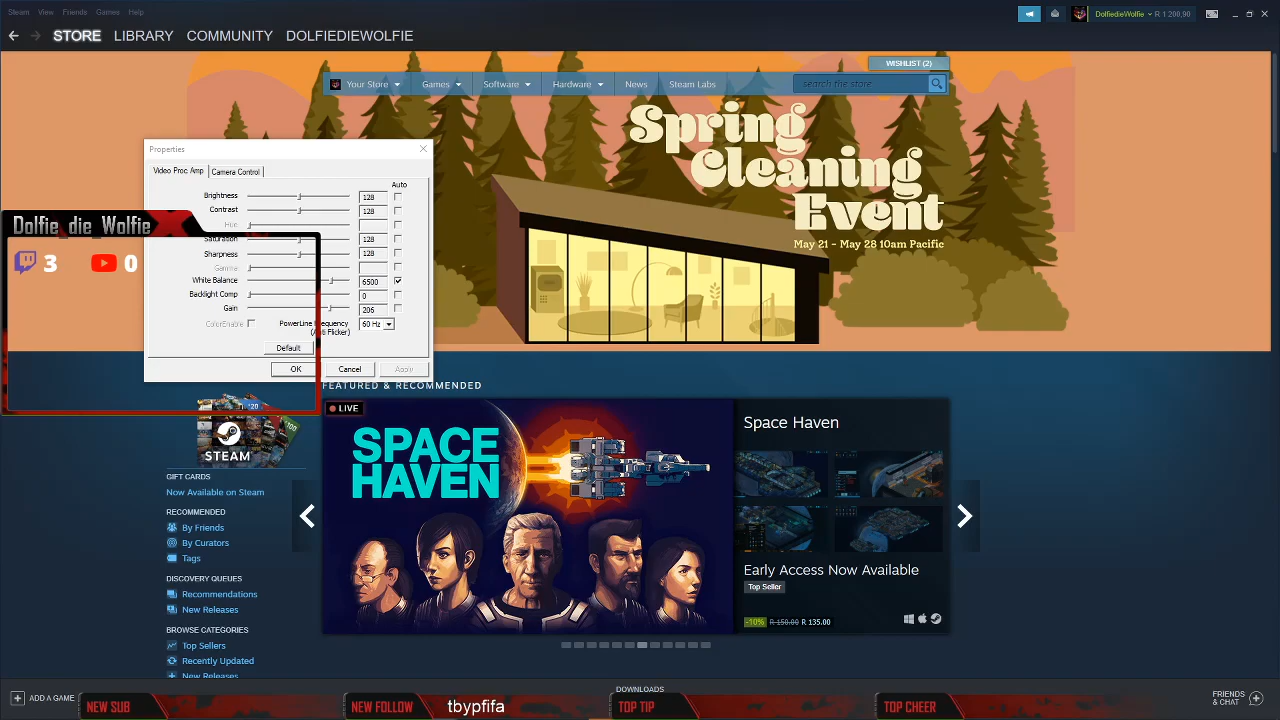 Steam View Friends Games Help
DolfiedieWolfie R 1 200,90
STORE LIBRARY COMMUNITY DOLFIEDIEWOLFIE
WISHLIST (2)
Your Store Games Software Hardware News Steam Labs search the store
Spring
Cleaning
Event
May 21 - May 28 10am Pacific
Properties
Video Proc Amp Camera Control
Auto
Brightness 128
Contrast 128
Hue
Saturation 128
Sharpness 128
Gamma
White Balance 6500
Backlight Comp 0
Gain 206
ColorEnable PowerLine Frequency
(Anti Flicker) 60 Hz
Default
OK Cancel Apply
Dolfie_die_Wolfie
3 0
FEATURED & RECOMMENDED
LIVE
SPACE
HAVEN
Space Haven
Early Access Now Available
Top Seller
-10% R 150.00 R 135.00
$20
100
STEAM
GIFT CARDS
Now Available on Steam
RECOMMENDED
By Friends
By Curators
Tags
DISCOVERY QUEUES
Recommendations
New Releases
BROWSE CATEGORIES
Top Sellers
Recently Updated
New Releases
ADD A GAME
DOWNLOADS
FRIENDS
& CHAT
NEW SUB
NEW FOLLOW tbypfifa
TOP TIP
TOP CHEER